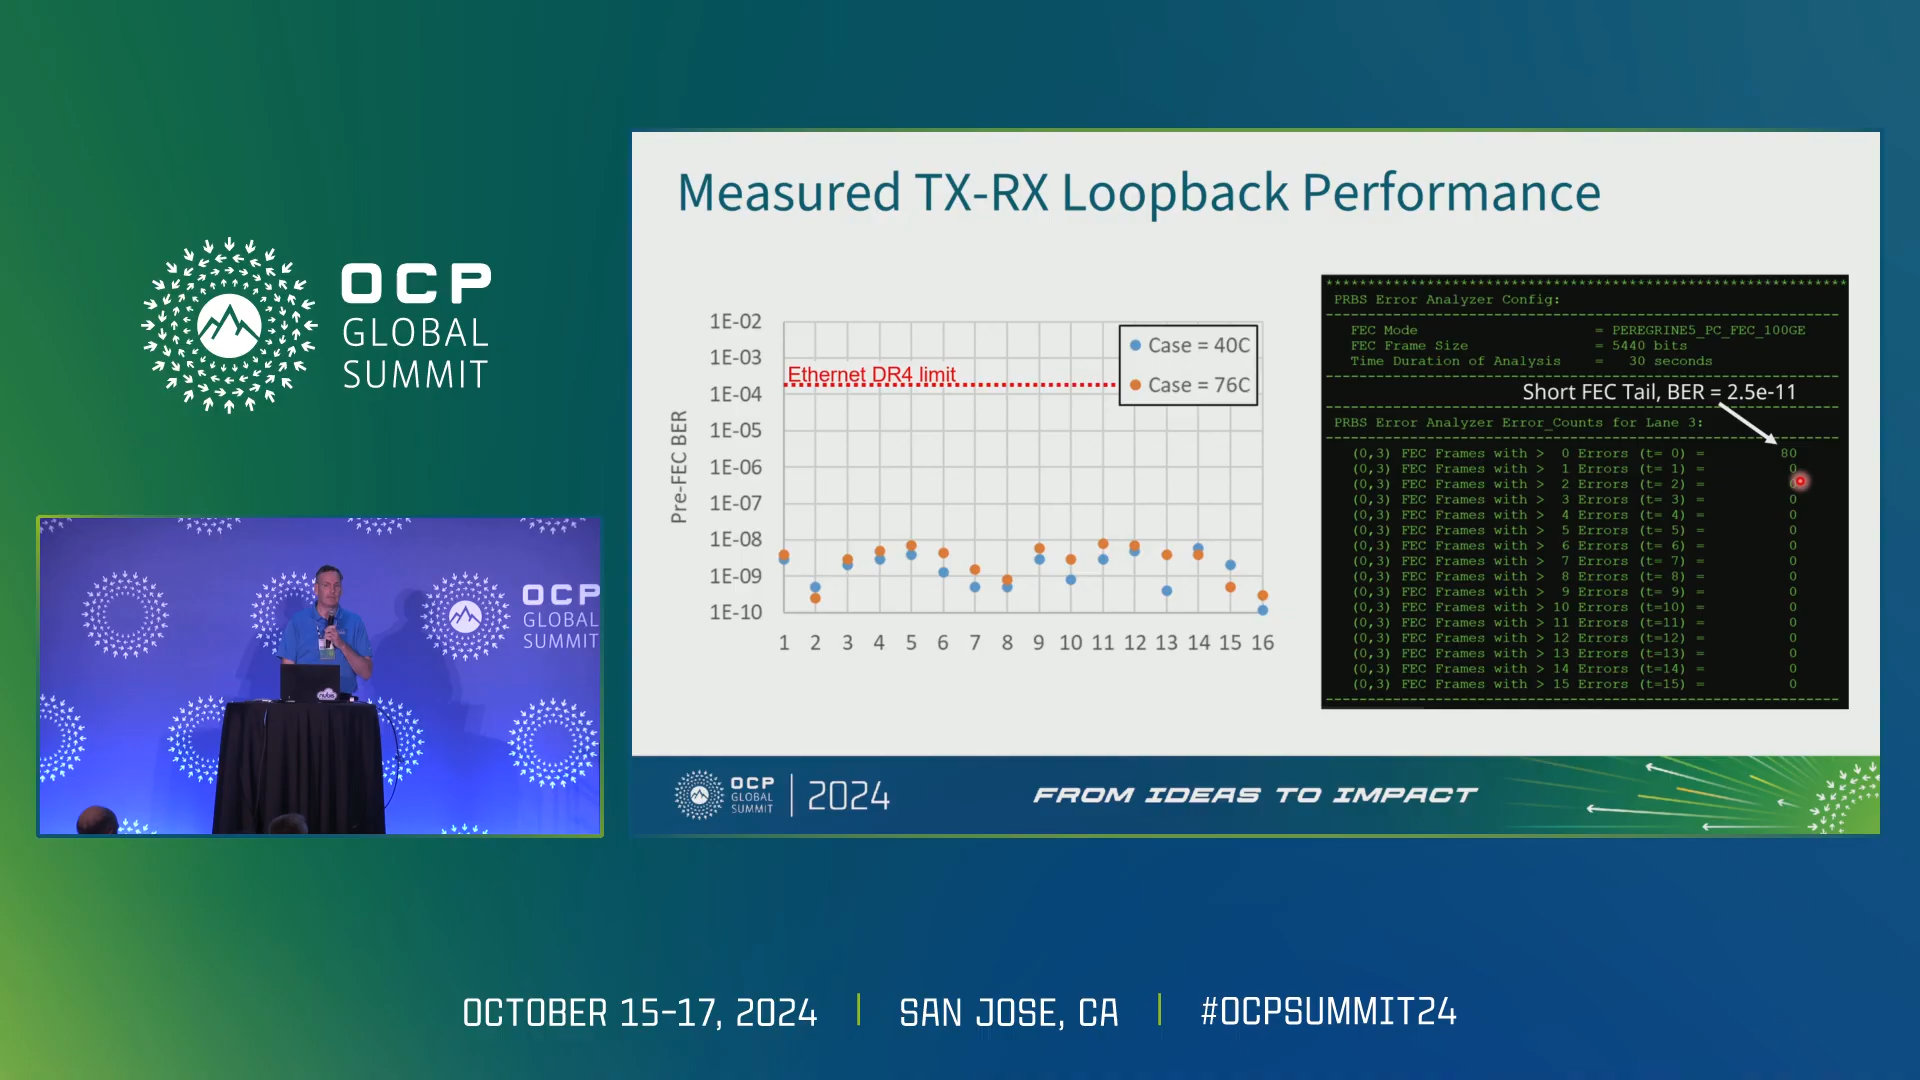 OCP
GLOBAL
SUMMIT
OCP
GLOBAL
SUMMIT
nubis
Measured TX-RX Loopback Performance
Pre-FEC BER
1E-02
1E-03
1E-04
1E-05
1E-06
1E-07
1E-08
1E-09
1E-10
Ethernet DR4 limit
Case = 40C
Case = 76C
1 2 3 4 5 6 7 8 9 10 11 12 13 14 15 16
PRBS Error Analyzer Config:
FEC Mode = PEREGRINE5_PC_FEC_100GE
FEC Frame Size = 5440 bits
Time Duration of Analysis = 30 seconds
Short FEC Tail, BER = 2.5e-11
PRBS Error Analyzer Error_Counts for Lane 3:
(0,3) FEC Frames with > 0 Errors (t= 0) = 80
(0,3) FEC Frames with > 1 Errors (t= 1) = 0
(0,3) FEC Frames with > 2 Errors (t= 2) = 0
(0,3) FEC Frames with > 3 Errors (t= 3) = 0
(0,3) FEC Frames with > 4 Errors (t= 4) = 0
(0,3) FEC Frames with > 5 Errors (t= 5) = 0
(0,3) FEC Frames with > 6 Errors (t= 6) = 0
(0,3) FEC Frames with > 7 Errors (t= 7) = 0
(0,3) FEC Frames with > 8 Errors (t= 8) = 0
(0,3) FEC Frames with > 9 Errors (t= 9) = 0
(0,3) FEC Frames with > 10 Errors (t=10) = 0
(0,3) FEC Frames with > 11 Errors (t=11) = 0
(0,3) FEC Frames with > 12 Errors (t=12) = 0
(0,3) FEC Frames with > 13 Errors (t=13) = 0
(0,3) FEC Frames with > 14 Errors (t=14) = 0
(0,3) FEC Frames with > 15 Errors (t=15) = 0
OCP
GLOBAL
SUMMIT
2024
FROM IDEAS TO IMPACT
OCTOBER 15-17, 2024 | SAN JOSE, CA | #OCPSUMMIT24